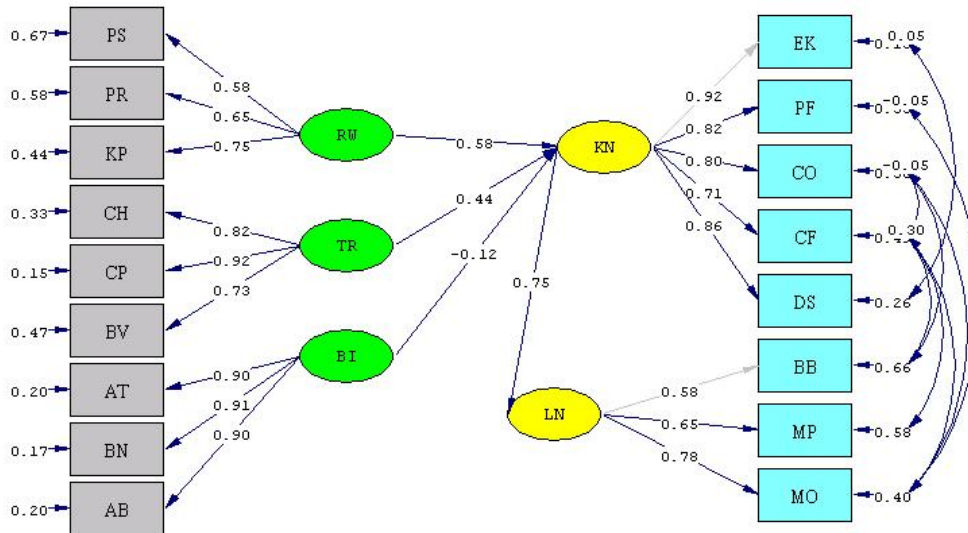 0.67 PS
0.58 PR
0.44 KP
0.33 CH
0.15 CP
0.47 BV
0.20 AT
0.17 BN
0.20 AB
0.58
0.65
0.75
0.82
0.92
0.73
0.90
0.91
0.90
RW
TR
BI
0.58
0.44
-0.12
KN
0.75
LN
0.92
0.82
0.80
0.71
0.86
0.58
0.65
0.78
EK 0.05
PF -0.05
CO -0.05
CF 0.30
DS 0.26
BB 0.66
MP 0.58
MO 0.40